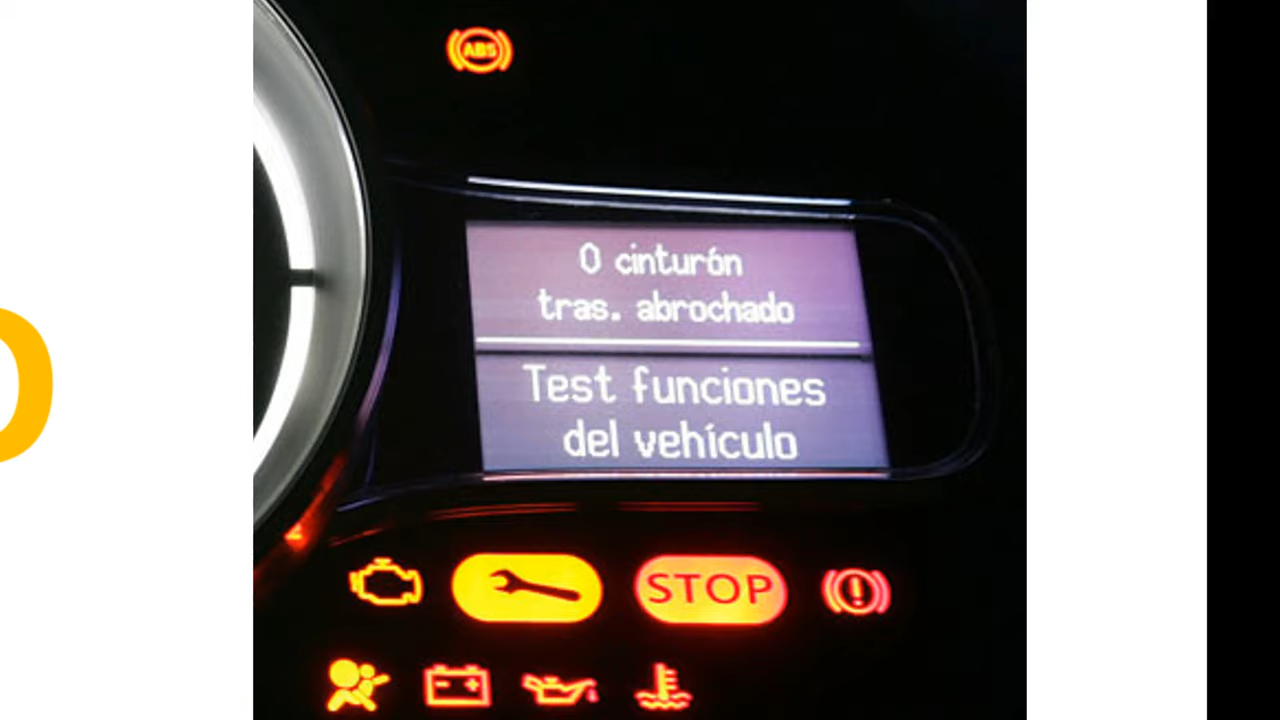 ABS
0 cinturón
tras. abrochado
Test funciones
del vehículo
STOP